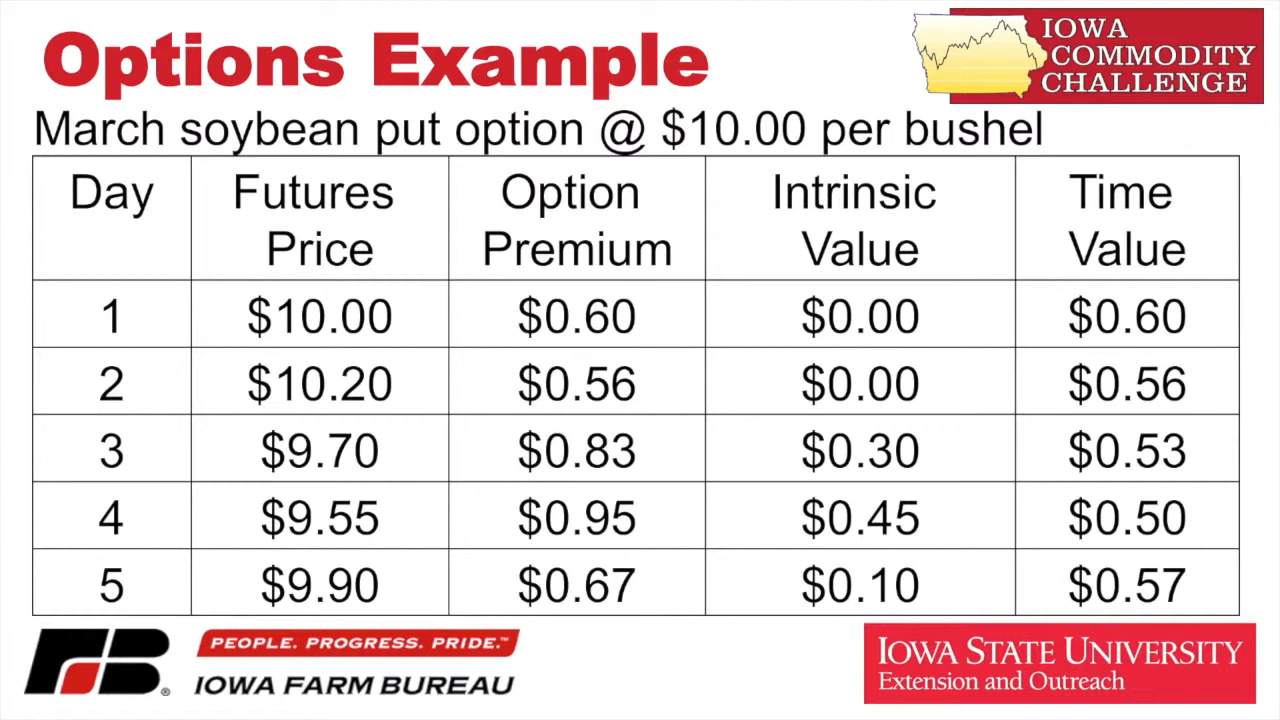 Options Example
IOWA
COMMODITY
CHALLENGE
March soybean put option @ $10.00 per bushel
Day Futures Price Option Premium Intrinsic Value Time Value
1 $10.00 $0.60 $0.00 $0.60
2 $10.20 $0.56 $0.00 $0.56
3 $9.70 $0.83 $0.30 $0.53
4 $9.55 $0.95 $0.45 $0.50
5 $9.90 $0.67 $0.10 $0.57
FB®
PEOPLE. PROGRESS. PRIDE.™
IOWA FARM BUREAU
IOWA STATE UNIVERSITY
Extension and Outreach